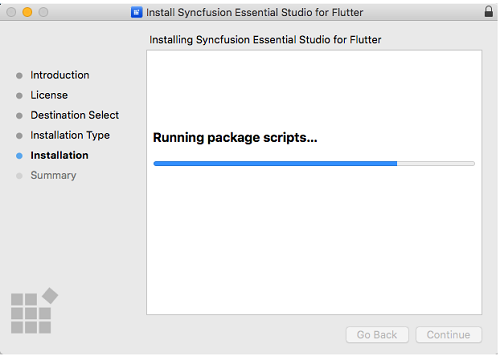 Install Syncfusion Essential Studio for Flutter
Installing Syncfusion Essential Studio for Flutter
Introduction
License
Destination Select
Installation Type
Installation
Summary
Running package scripts...
Go Back
Continue